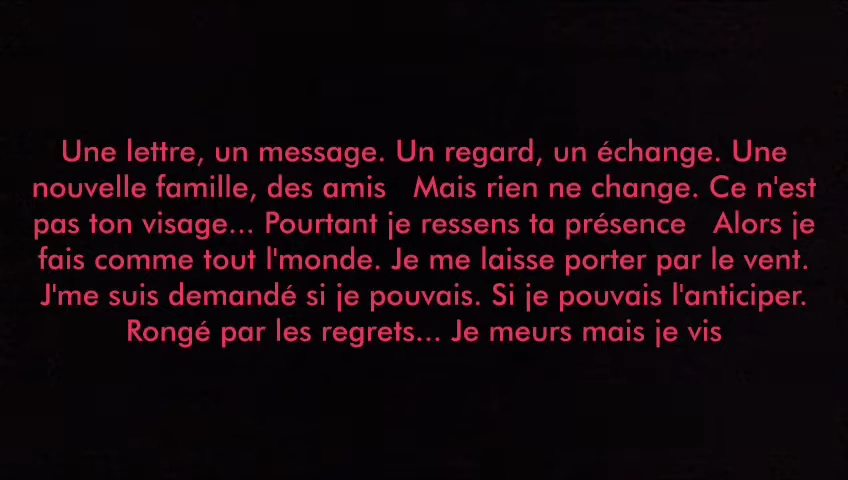 Une lettre, un message. Un regard, un échange. Une
nouvelle famille, des amis   Mais rien ne change. Ce n'est
pas ton visage... Pourtant je ressens ta présence   Alors je
fais comme tout l'monde. Je me laisse porter par le vent.
J'me suis demandé si je pouvais. Si je pouvais l'anticiper.
Rongé par les regrets... Je meurs mais je vis